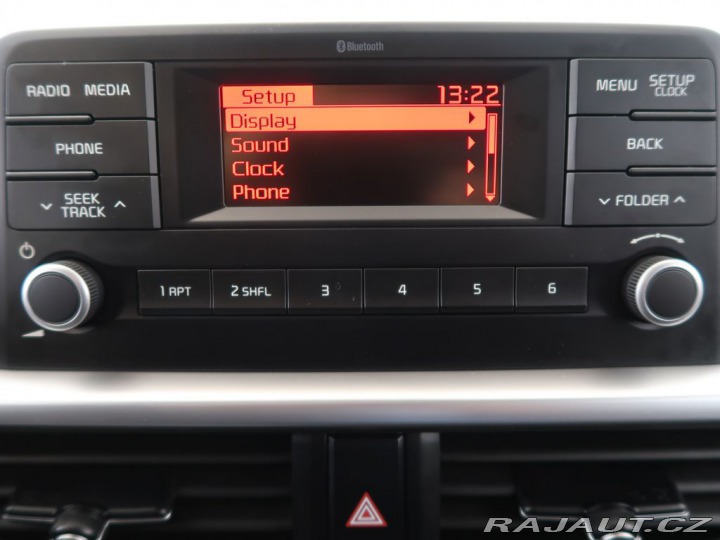 Bluetooth
RADIO MEDIA
PHONE
SEEK
TRACK
Setup 13:22
Display
Sound
Clock
Phone
MENU SETUP
CLOCK
BACK
FOLDER
1 RPT 2 SHFL 3 4 5 6
RAJAUT.CZ